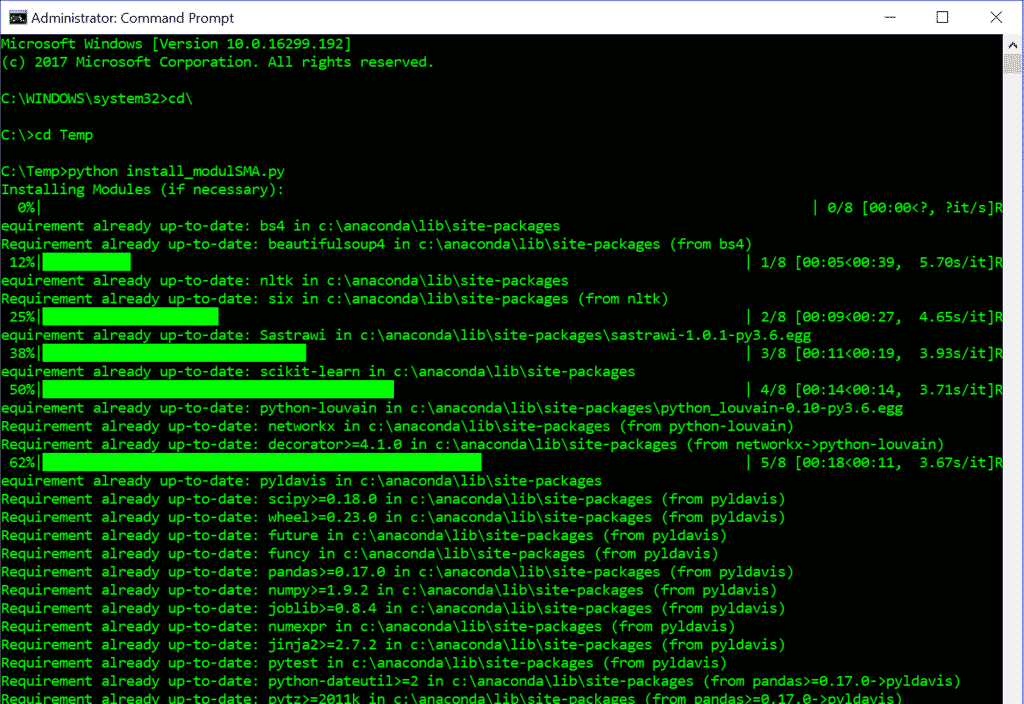 Administrator: Command Prompt
Microsoft Windows [Version 10.0.16299.192]
(c) 2017 Microsoft Corporation. All rights reserved.
C:\WINDOWS\system32>cd\
C:\>cd Temp
C:\Temp>python install_modulSMA.py
Installing Modules (if necessary):
0%| | 0/8 [00:00<?, ?it/s]R
equirement already up-to-date: bs4 in c:\anaconda\lib\site-packages
Requirement already up-to-date: beautifulsoup4 in c:\anaconda\lib\site-packages (from bs4)
12%| | 1/8 [00:05<00:39, 5.70s/it]R
equirement already up-to-date: nltk in c:\anaconda\lib\site-packages
Requirement already up-to-date: six in c:\anaconda\lib\site-packages (from nltk)
25%| | 2/8 [00:09<00:27, 4.65s/it]R
equirement already up-to-date: Sastrawi in c:\anaconda\lib\site-packages\sastrawi-1.0.1-py3.6.egg
38%| | 3/8 [00:11<00:19, 3.93s/it]R
equirement already up-to-date: scikit-learn in c:\anaconda\lib\site-packages
50%| | 4/8 [00:14<00:14, 3.71s/it]R
equirement already up-to-date: python-louvain in c:\anaconda\lib\site-packages\python_louvain-0.10-py3.6.egg
Requirement already up-to-date: networkx in c:\anaconda\lib\site-packages (from python-louvain)
Requirement already up-to-date: decorator>=4.1.0 in c:\anaconda\lib\site-packages (from networkx->python-louvain)
62%| | 5/8 [00:18<00:11, 3.67s/it]R
equirement already up-to-date: pyldavis in c:\anaconda\lib\site-packages
Requirement already up-to-date: scipy>=0.18.0 in c:\anaconda\lib\site-packages (from pyldavis)
Requirement already up-to-date: wheel>=0.23.0 in c:\anaconda\lib\site-packages (from pyldavis)
Requirement already up-to-date: future in c:\anaconda\lib\site-packages (from pyldavis)
Requirement already up-to-date: funcy in c:\anaconda\lib\site-packages (from pyldavis)
Requirement already up-to-date: pandas>=0.17.0 in c:\anaconda\lib\site-packages (from pyldavis)
Requirement already up-to-date: numpy>=1.9.2 in c:\anaconda\lib\site-packages (from pyldavis)
Requirement already up-to-date: joblib>=0.8.4 in c:\anaconda\lib\site-packages (from pyldavis)
Requirement already up-to-date: numexpr in c:\anaconda\lib\site-packages (from pyldavis)
Requirement already up-to-date: jinja2>=2.7.2 in c:\anaconda\lib\site-packages (from pyldavis)
Requirement already up-to-date: pytest in c:\anaconda\lib\site-packages (from pyldavis)
Requirement already up-to-date: python-dateutil>=2 in c:\anaconda\lib\site-packages (from pandas>=0.17.0->pyldavis)
Requirement already up-to-date: pytz>=2011k in c:\anaconda\lib\site-packages (from pandas>=0.17.0->pyldavis)